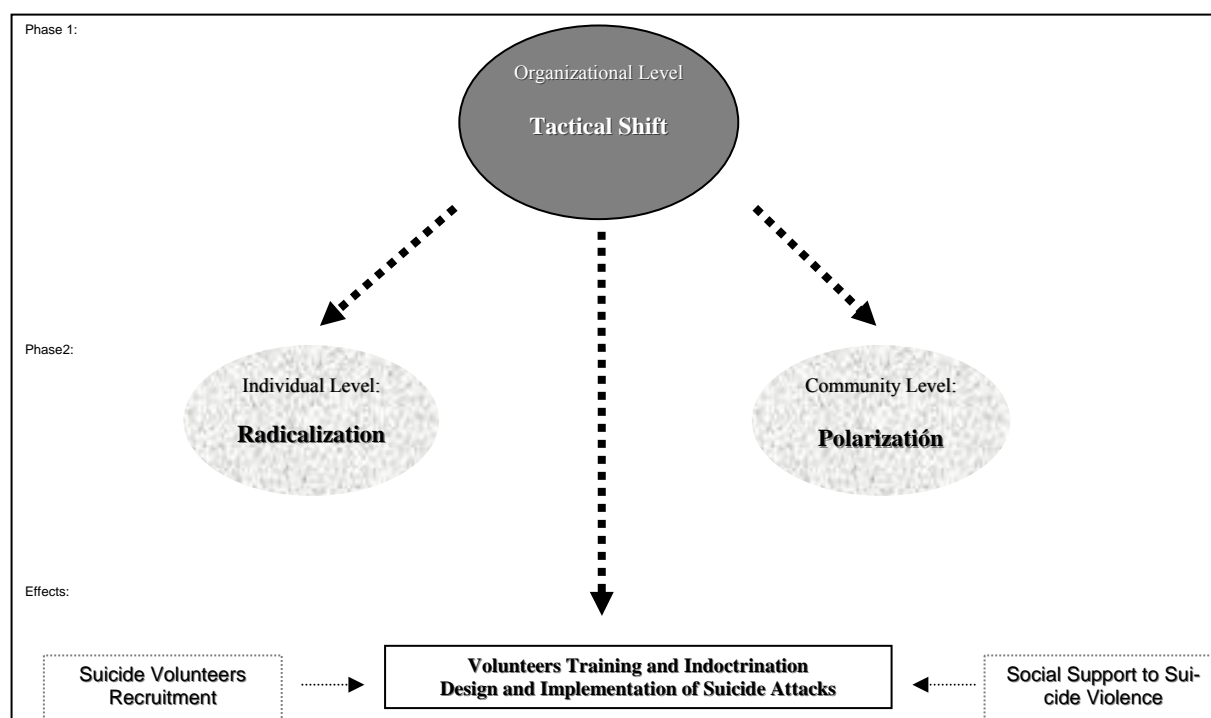 Phase 1:
Organizational Level
Tactical Shift
Phase2:
Individual Level:
Radicalization
Community Level:
Polarizatión
Effects:
Suicide Volunteers
Recruitment
Volunteers Training and Indoctrination
Design and Implementation of Suicide Attacks
Social Support to Sui-
cide Violence